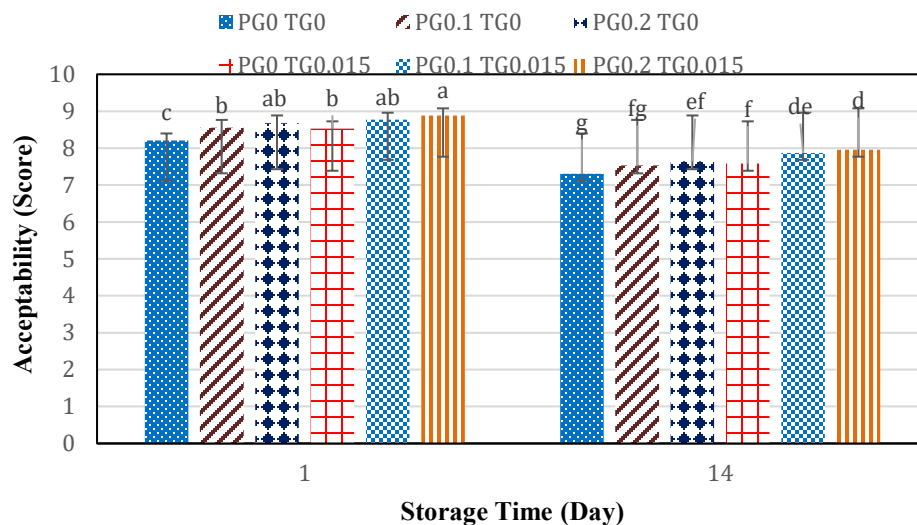 PG0 TG0 PG0.1 TG0 PG0.2 TG0
PG0 TG0.015 PG0.1 TG0.015 PG0.2 TG0.015
10
9
8
7
6
5
4
3
2
1
0
Acceptability (Score)
c b ab b ab a
g fg ef f de d
1 14
Storage Time (Day)